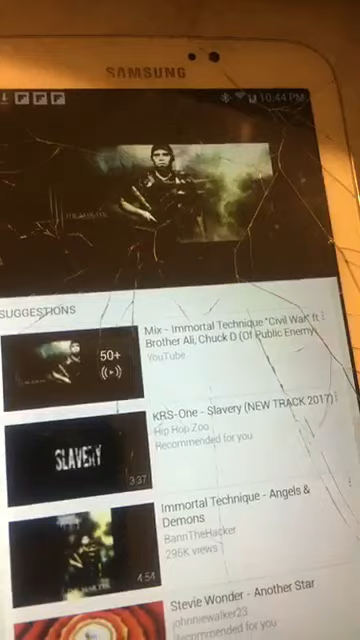 SAMSUNG
10:44 PM
SUGGESTIONS
Mix - Immortal Technique "Civil War" ft
Brother Ali, Chuck D (Of Public Enemy
YouTube
50+
KRS-One - Slavery (NEW TRACK 2017)
Hip Hop Zoo
Recommended for you
SLAVERY
3:37
Immortal Technique - Angels &
Demons
BannTheHacker
296K views
4:54
Stevie Wonder - Another Star
johnniewalker23
Recommended for you